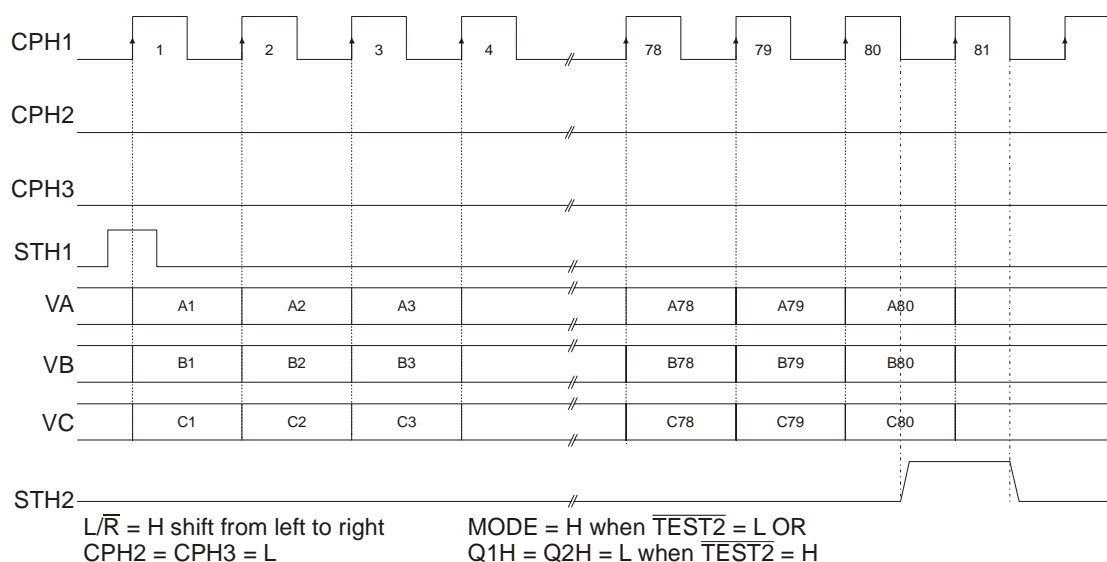 CPH1 1 2 3 4 78 79 80 81
CPH2
CPH3
STH1
VA A1 A2 A3 A78 A79 A80
VB B1 B2 B3 B78 B79 B80
VC C1 C2 C3 C78 C79 C80
STH2
L/R̅ = H shift from left to right MODE = H when T̅E̅S̅T̅2̅ = L OR
CPH2 = CPH3 = L Q1H = Q2H = L when T̅E̅S̅T̅2̅ = H